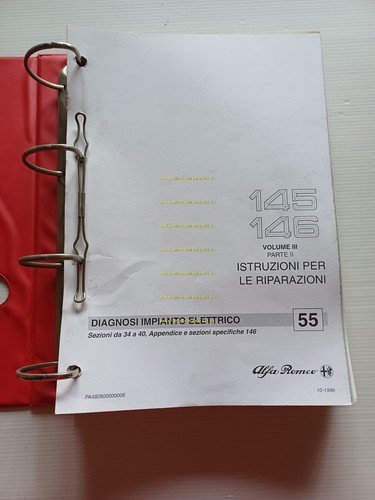 145
146
VOLUME III
PARTE II
ISTRUZIONI PER
LE RIPARAZIONI
DIAGNOSI IMPIANTO ELETTRICO
55
Sezioni da 34 a 40, Appendice e sezioni specifiche 146
Alfa Romeo
PA492800000006
10-1996